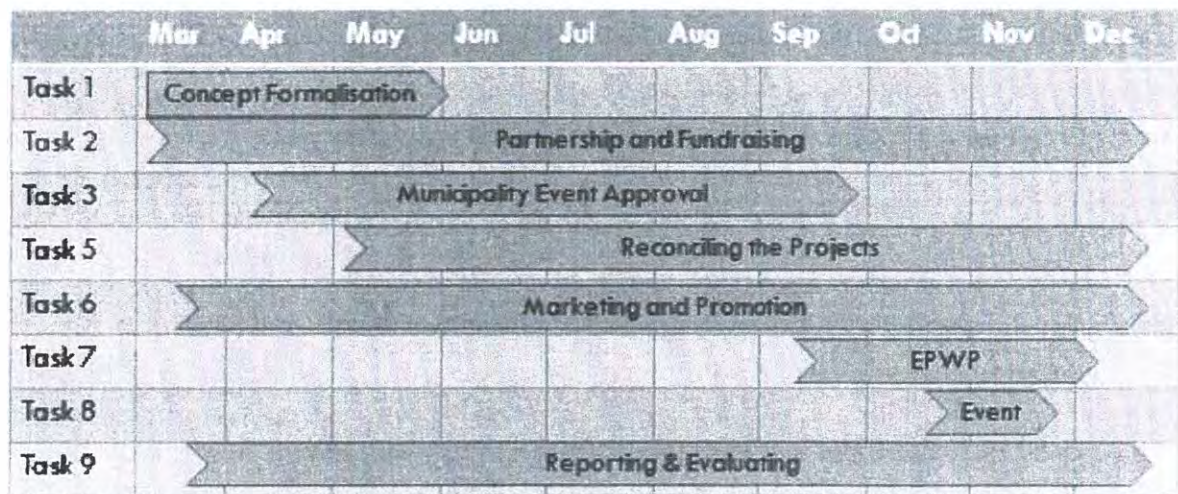 Mar Apr May Jun Jul Aug Sep Oct Nov Dec
Task 1 Concept Formalisation
Task 2 Partnership and Fundraising
Task 3 Municipality Event Approval
Task 5 Reconciling the Projects
Task 6 Marketing and Promotion
Task 7 EPWP
Task 8 Event
Task 9 Reporting & Evaluating